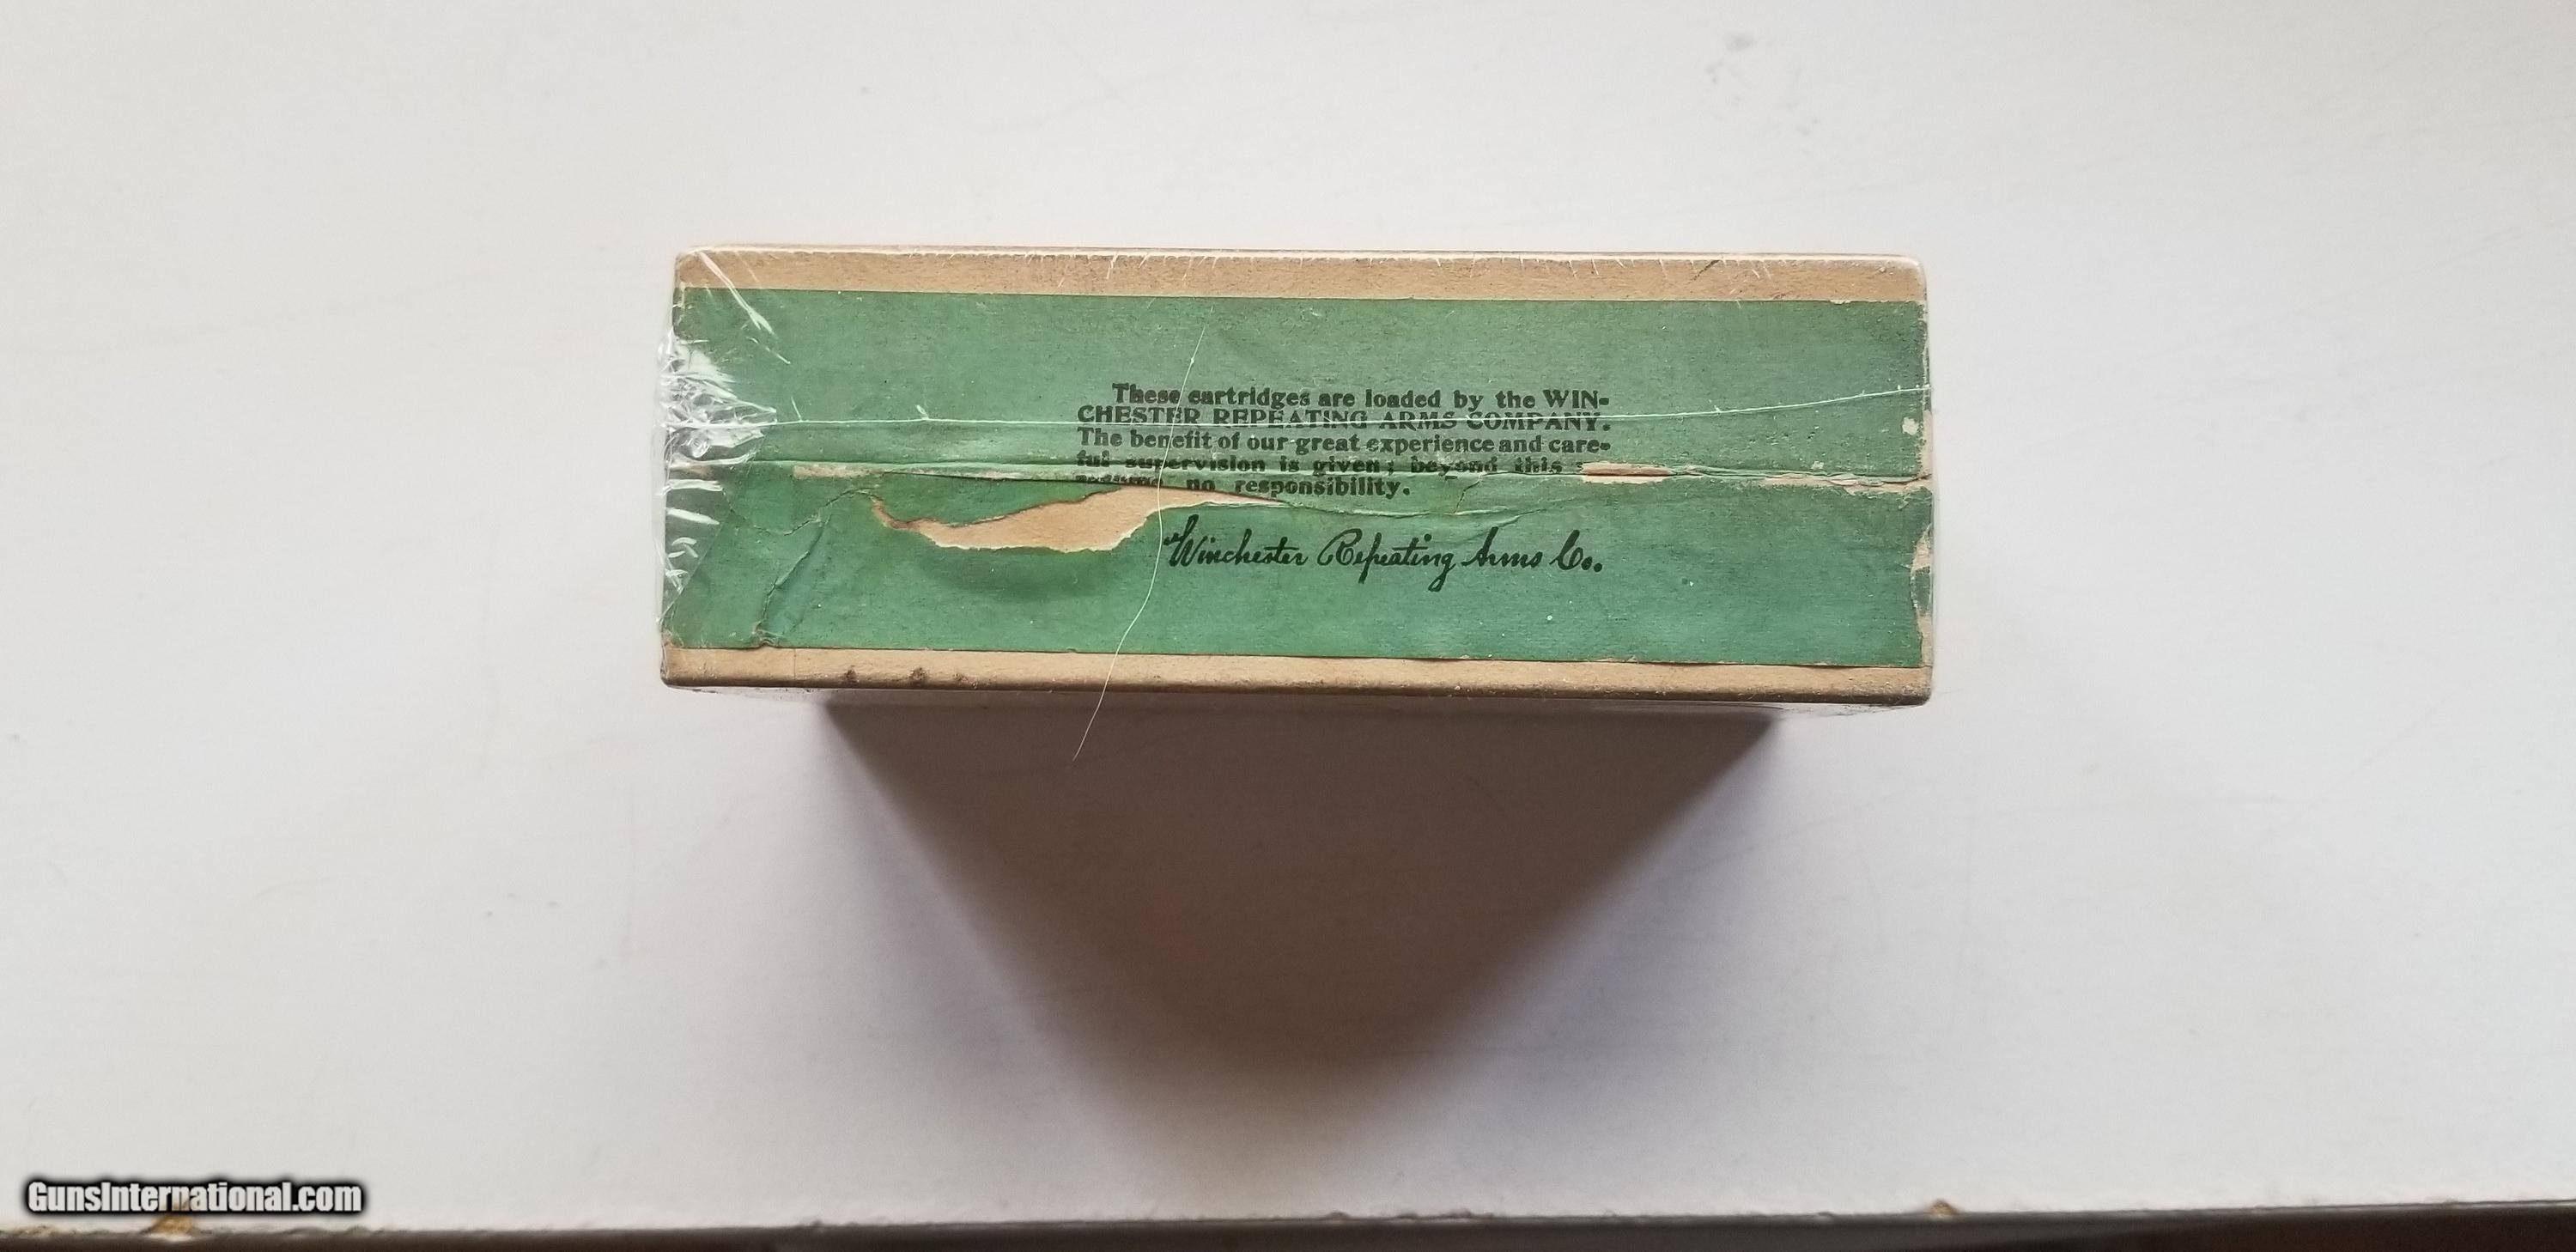 These cartridges are loaded by the WIN-
CHESTER REPEATING ARMS COMPANY.
The benefit of our great experience and care-
ful supervision is given; beyond this
no responsibility.
Winchester Repeating Arms Co.
GunsInternational.com